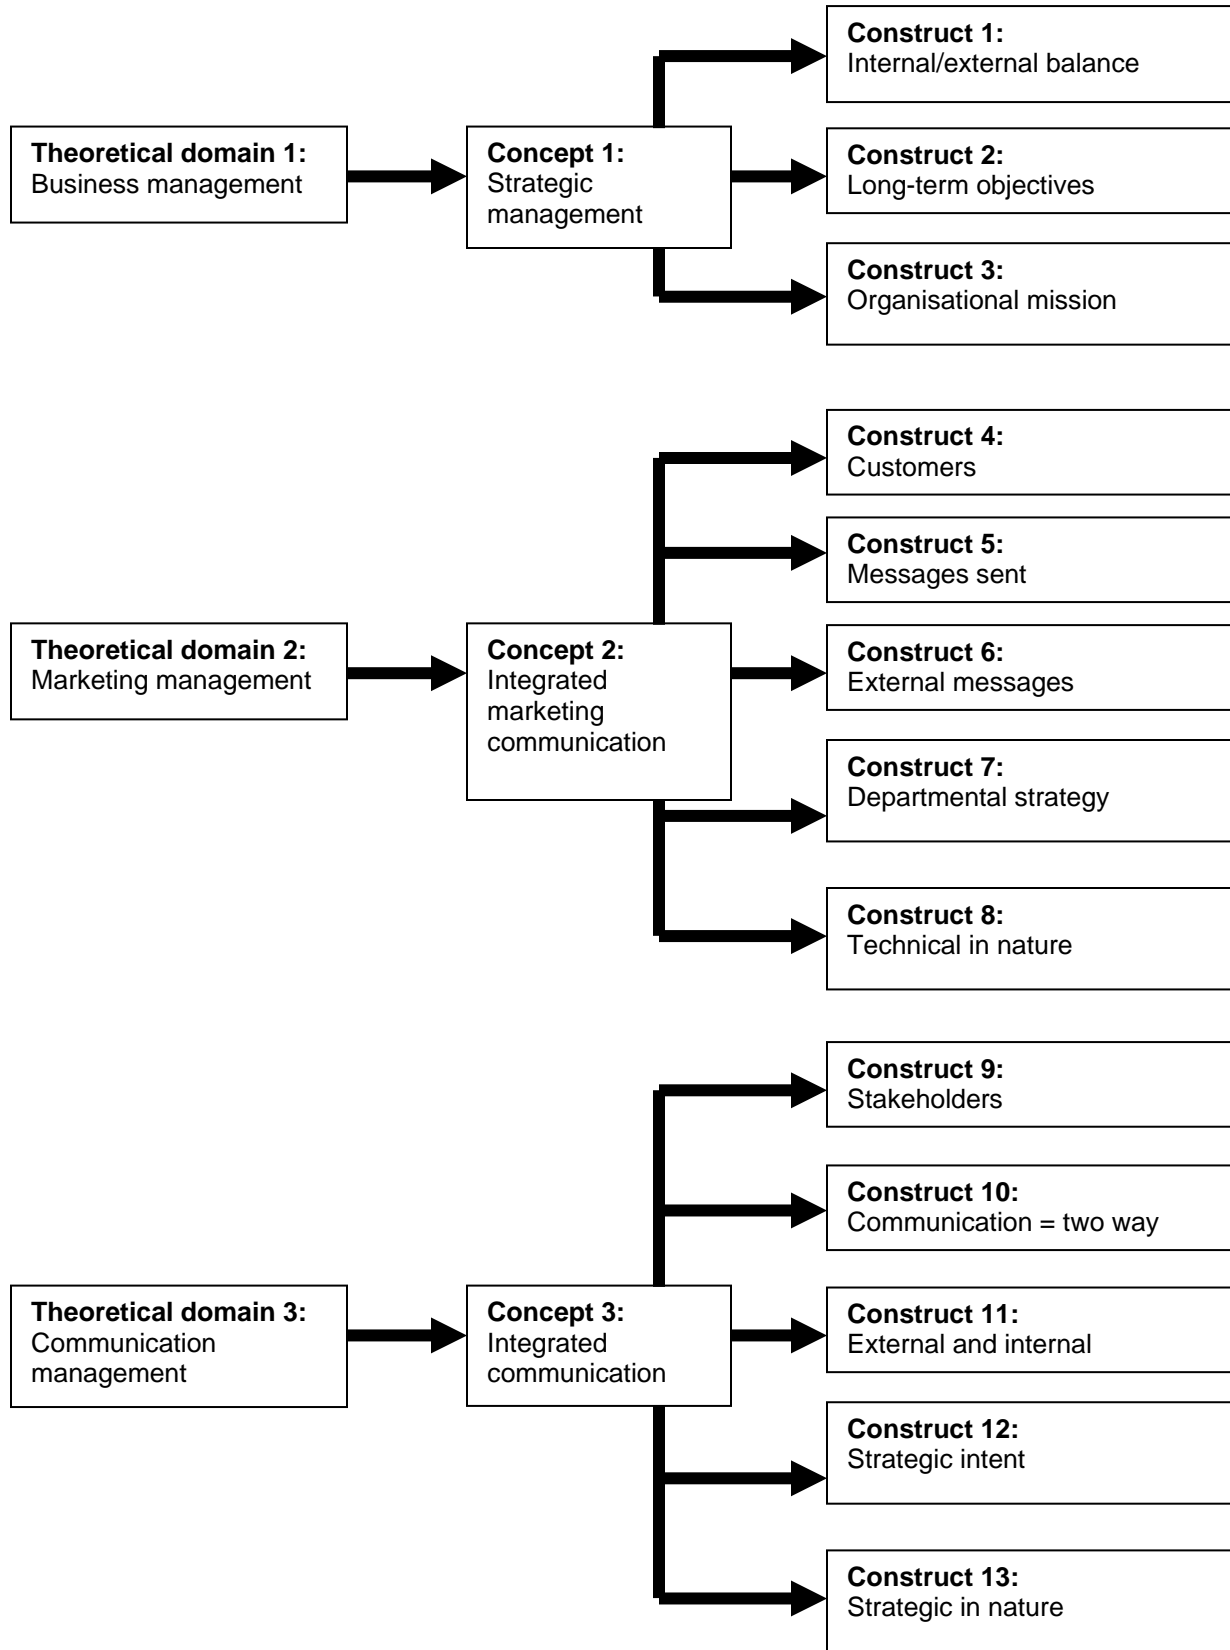 Construct 1:
Internal/external balance
Theoretical domain 1:
Business management
Concept 1:
Strategic
management
Construct 2:
Long-term objectives
Construct 3:
Organisational mission
Construct 4:
Customers
Construct 5:
Messages sent
Theoretical domain 2:
Marketing management
Concept 2:
Integrated
marketing
communication
Construct 6:
External messages
Construct 7:
Departmental strategy
Construct 8:
Technical in nature
Construct 9:
Stakeholders
Construct 10:
Communication = two way
Theoretical domain 3:
Communication
management
Concept 3:
Integrated
communication
Construct 11:
External and internal
Construct 12:
Strategic intent
Construct 13:
Strategic in nature